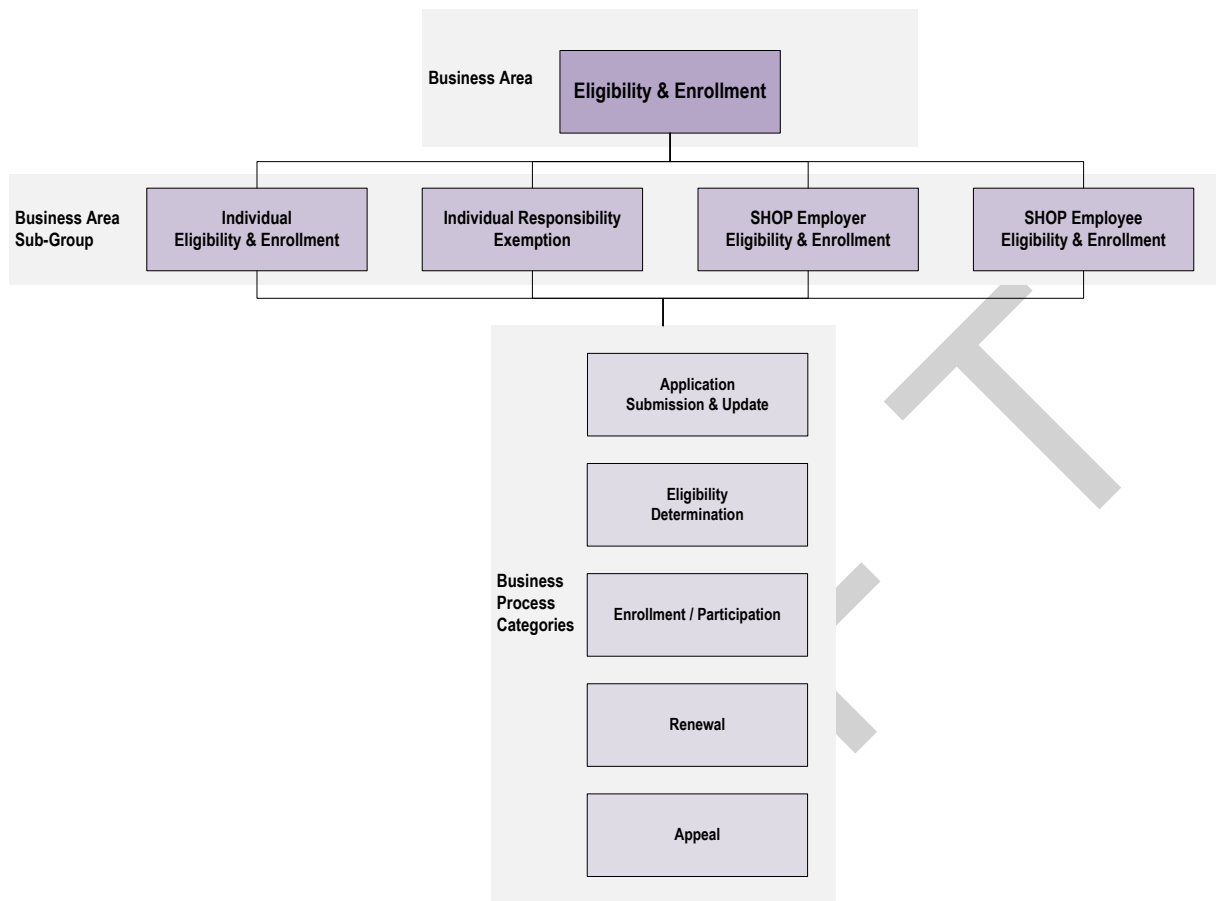 Business Area
Eligibility & Enrollment
Business Area
Sub-Group
Individual
Eligibility & Enrollment
Individual Responsibility
Exemption
SHOP Employer
Eligibility & Enrollment
SHOP Employee
Eligibility & Enrollment
Business
Process
Categories
Application
Submission & Update
Eligibility
Determination
Enrollment / Participation
Renewal
Appeal